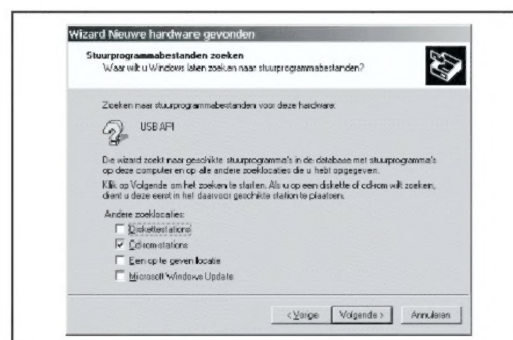 Wizard Nieuwe hardware gevonden
Stuurprogrammabestanden zoeken
Waar wilt u Windows laten zoeken naar stuurprogrammabestanden?
Zoeken naar stuurprogrammabestanden voor deze hardware:
USB API
De wizard zoekt naar geschikte stuurprogramma's in de database met stuurprogramma's
op deze computer en op alle andere zoeklocaties die u hebt opgegeven.
Klik op Volgende om het zoeken te starten. Als u op een diskette of cd-rom wilt zoeken,
dient u deze eerst in het daarvoor geschikte station te plaatsen.
Andere zoeklocaties:
Diskettestations
Cd-rom-stations
Een op te geven locatie
Microsoft Windows Update
< Vorige Volgende > Annuleren